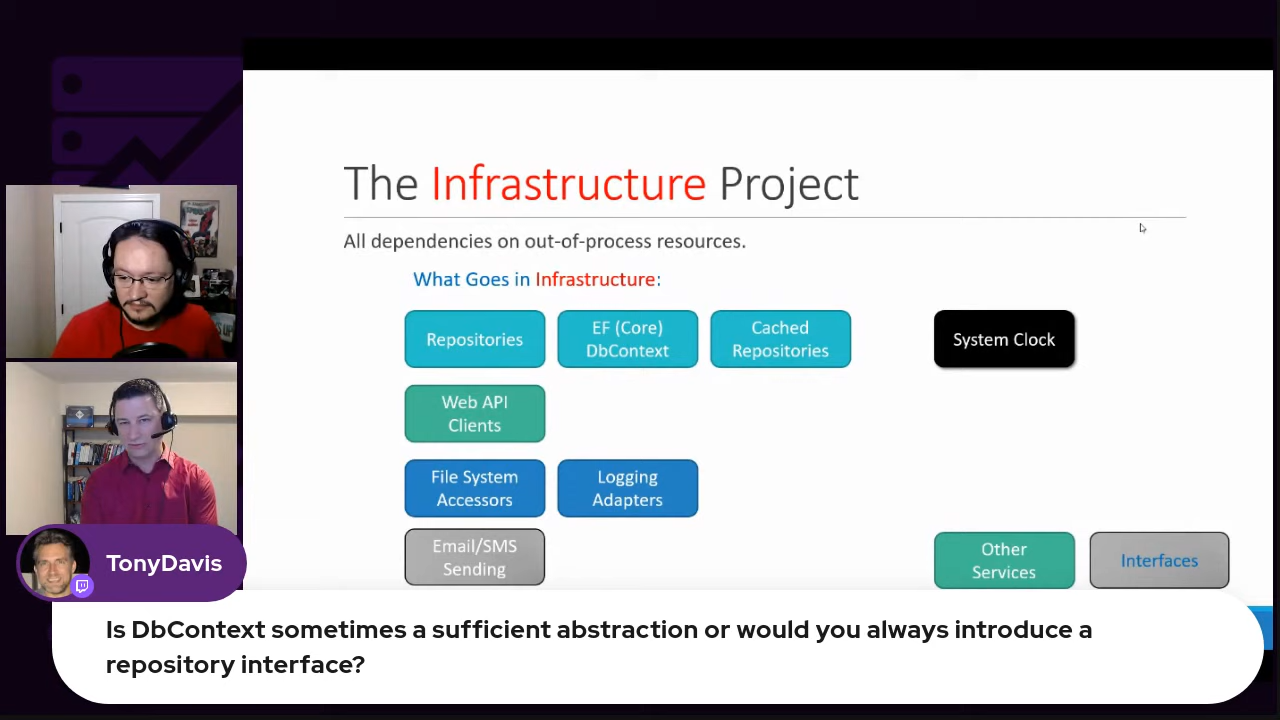 The Infrastructure Project
All dependencies on out-of-process resources.
What Goes in Infrastructure:
Repositories
EF (Core)
DbContext
Cached
Repositories
System Clock
Web API
Clients
File System
Accessors
Logging
Adapters
Email/SMS
Sending
Other
Services
Interfaces
TonyDavis
Is DbContext sometimes a sufficient abstraction or would you always introduce a
repository interface?